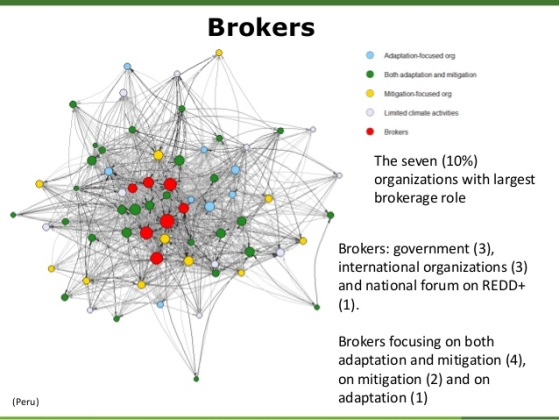 Brokers
Adaptation-focused org
Both adaptation and mitigation
Mitigation-focused org
Limited climate activities
Brokers
The seven (10%)
organizations with largest
brokerage role
Brokers: government (3),
international organizations (3)
and national forum on REDD+
(1).
Brokers focusing on both
adaptation and mitigation (4),
on mitigation (2) and on
adaptation (1)
(Peru)